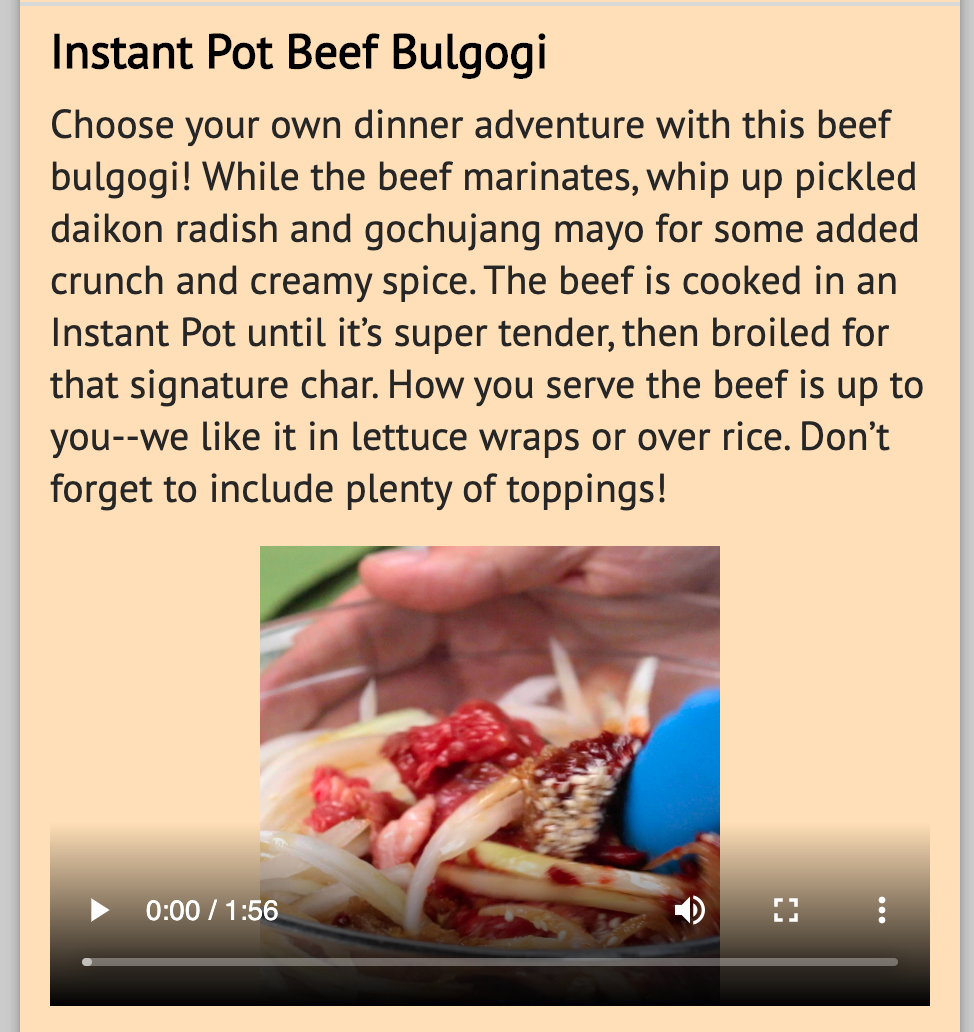 Instant Pot Beef Bulgogi
Choose your own dinner adventure with this beef
bulgogi! While the beef marinates, whip up pickled
daikon radish and gochujang mayo for some added
crunch and creamy spice. The beef is cooked in an
Instant Pot until it’s super tender, then broiled for
that signature char. How you serve the beef is up to
you--we like it in lettuce wraps or over rice. Don’t
forget to include plenty of toppings!
0:00 / 1:56